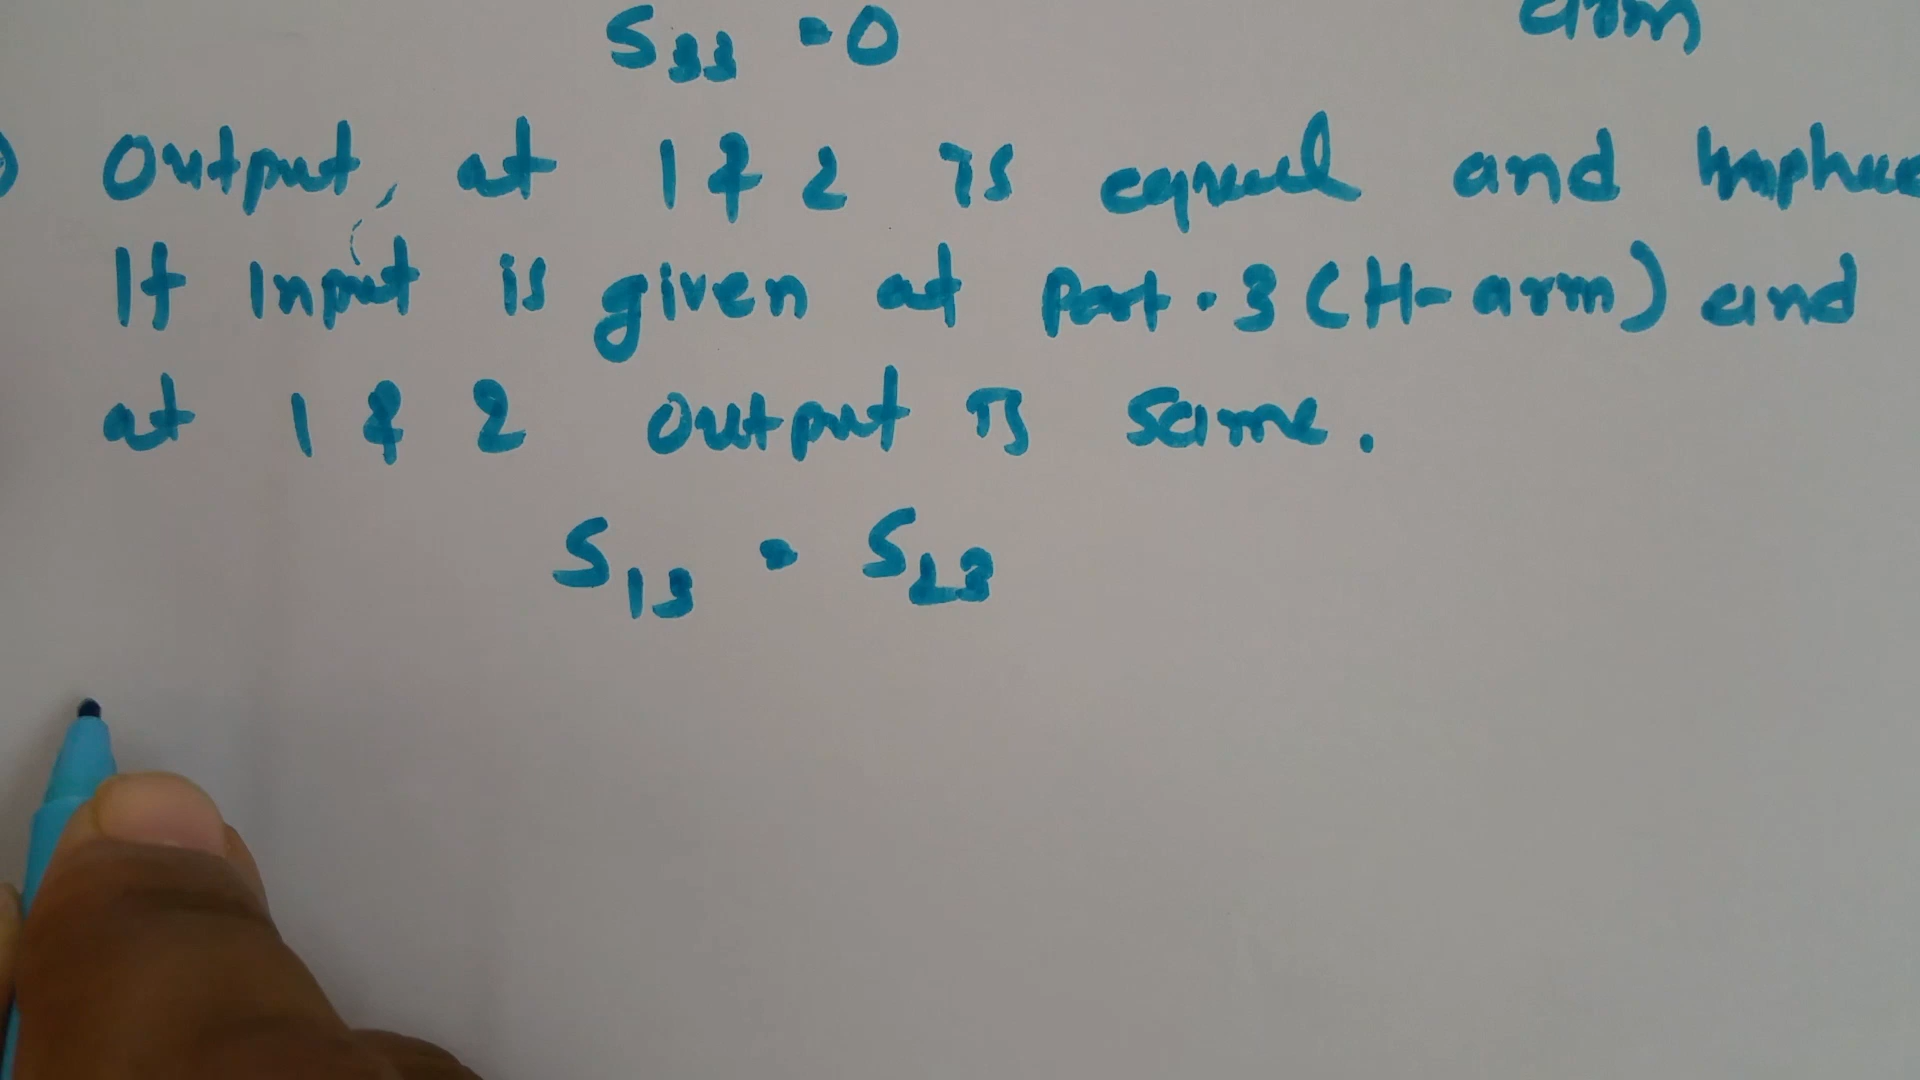 S33 = 0
arm
) Output, at 1 & 2 is equal and Inphase
If input is given at port-3 (H-arm) and
at 1 & 2 output is same.
S13 = S23